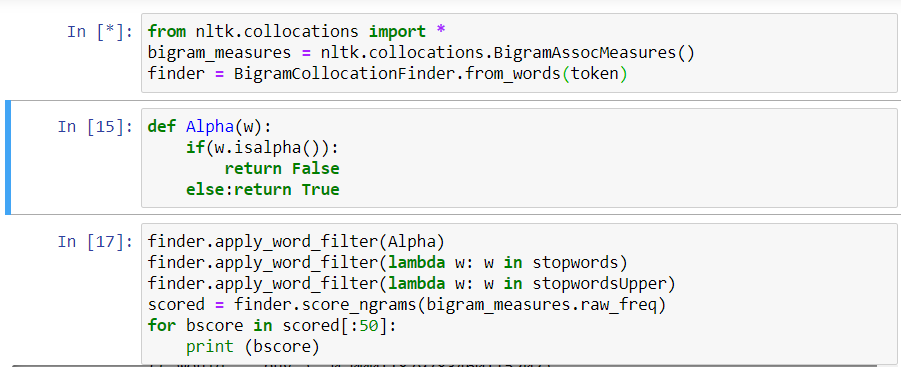 In [*]: from nltk.collocations import *
bigram_measures = nltk.collocations.BigramAssocMeasures()
finder = BigramCollocationFinder.from_words(token)
In [15]: def Alpha(w):
    if(w.isalpha()):
        return False
    else:return True
In [17]: finder.apply_word_filter(Alpha)
finder.apply_word_filter(lambda w: w in stopwords)
finder.apply_word_filter(lambda w: w in stopwordsUpper)
scored = finder.score_ngrams(bigram_measures.raw_freq)
for bscore in scored[:50]:
    print (bscore)